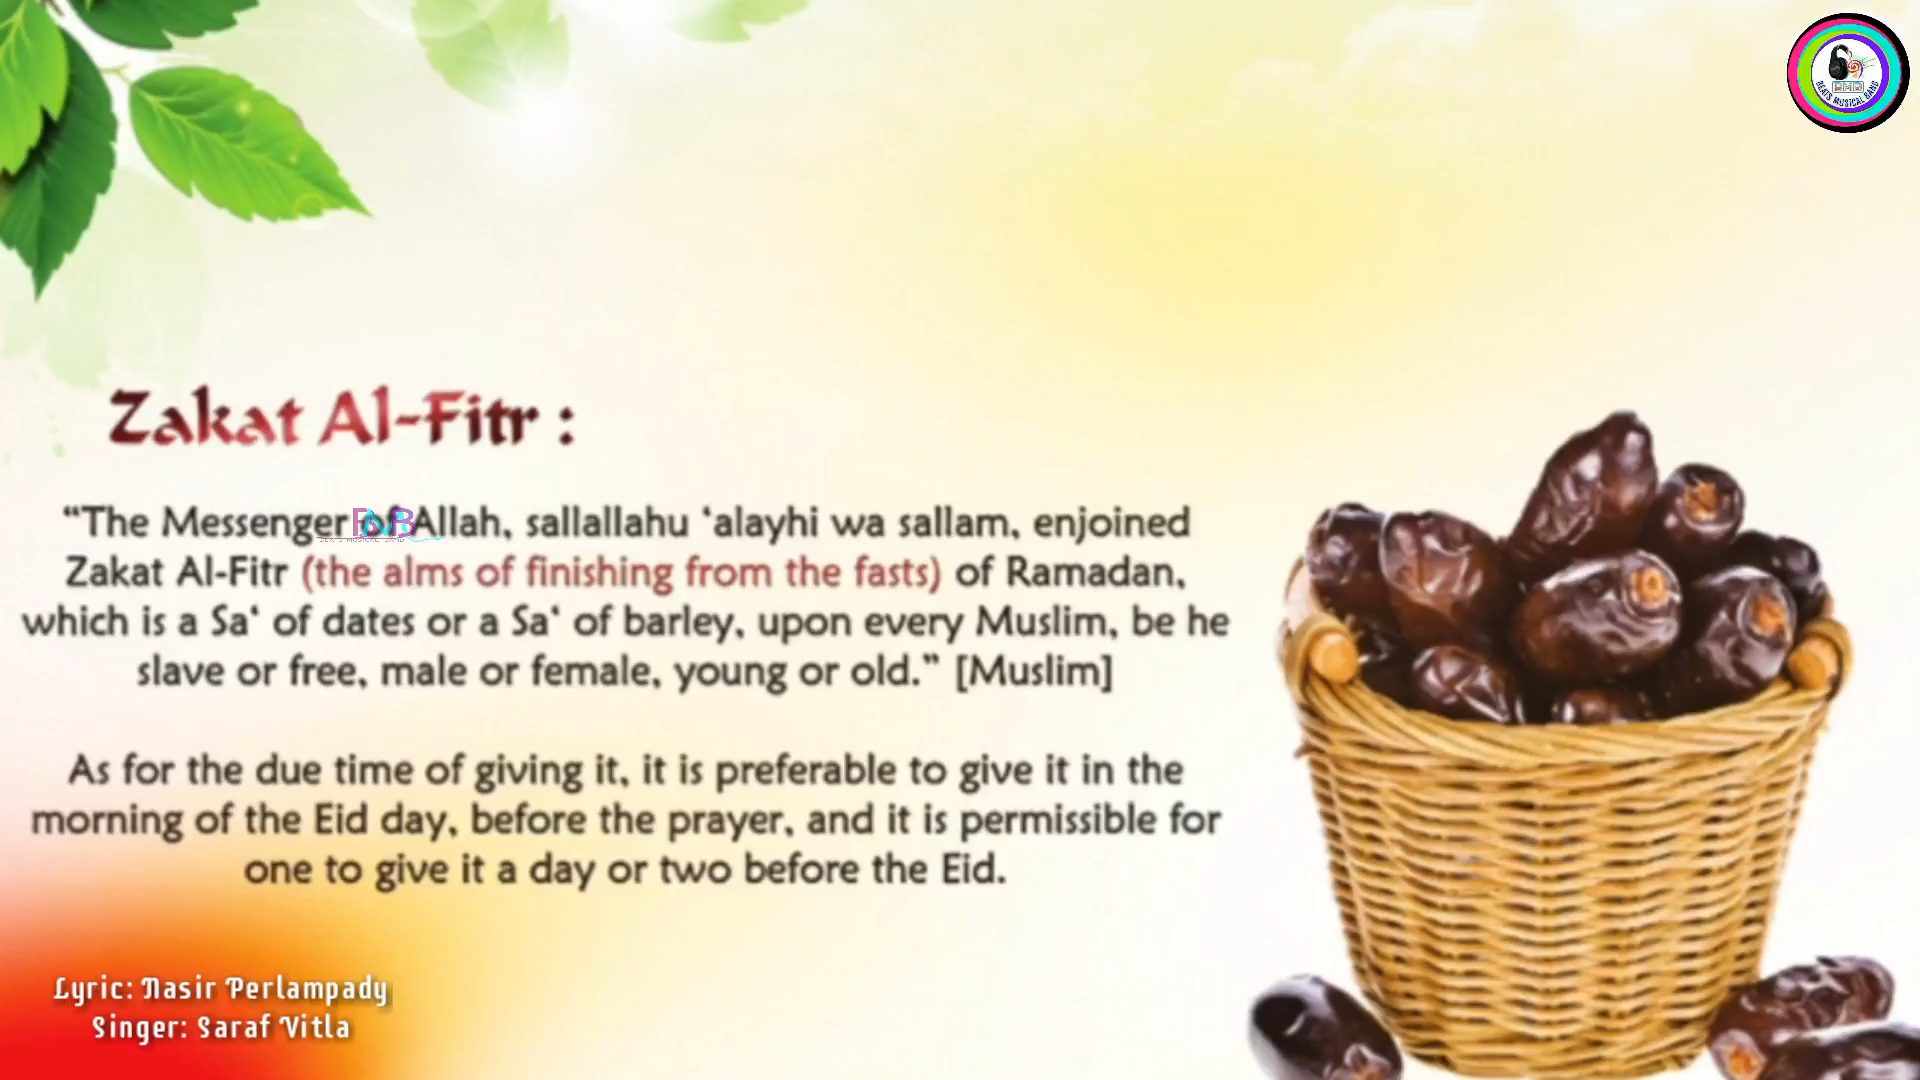 BEATS MUSICAL BAND
Zakat Al-Fitr :
“The Messenger of Allah, sallallahu ‘alayhi wa sallam, enjoined
Zakat Al-Fitr (the alms of finishing from the fasts) of Ramadan,
which is a Sa‘ of dates or a Sa‘ of barley, upon every Muslim, be he
slave or free, male or female, young or old.” [Muslim]
As for the due time of giving it, it is preferable to give it in the
morning of the Eid day, before the prayer, and it is permissible for
one to give it a day or two before the Eid.
Lyric: Nasir Perlampady
Singer: Saraf Vitla